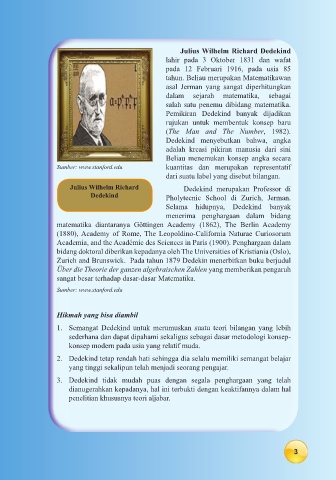 Julius Wilhelm Richard Dedekind
lahir pada 3 Oktober 1831 dan wafat
pada 12 Februari 1916, pada usia 85
tahun. Beliau merupakan Matematikawan
asal Jerman yang sangat diperhitungkan
dalam sejarah matematika, sebagai
salah satu penemu dibidang matematika.
Pemikiran Dedekind banyak dijadikan
rujukan untuk membentuk konsep baru
(The Man and The Number, 1982).
Dedekind menyebutkan bahwa, angka
adalah kreasi pikiran manusia dari sini
Beliau menemukan konsep angka secara
kuantitas dan merupakan representatif
dari suatu label yang disebut bilangan.
Sumber: www.stanford.edu
Julius Wilhelm Richard
Dedekind
Dedekind merupakan Professor di
Pholytecnic School di Zurich, Jerman.
Selama hidupnya, Dedekind banyak
menerima penghargaan dalam bidang
matematika diantaranya Göttingen Academy (1862), The Berlin Academy
(1880), Academy of Rome, The Leopoldino-California Naturae Curiosorum
Academia, and the Académie des Sciences in Paris (1900). Penghargaan dalam
bidang doktoral diberikan kepadanya oleh The Universities of Kristiania (Oslo),
Zurich and Brunswick. Pada tahun 1879 Dedekin menerbitkan buku berjudul
Über die Theorie der ganzen algebraischen Zahlen yang memberikan pengaruh
sangat besar terhadap dasar-dasar Matematika.
Sumber: www.stanford.edu
Hikmah yang bisa diambil
1. Semangat Dedekind untuk merumuskan suatu teori bilangan yang lebih
sederhana dan dapat dipahami sekaligus sebagai dasar metodologi konsep-
konsep modern pada usia yang relatif muda.
2. Dedekind tetap rendah hati sehingga dia selalu memiliki semangat belajar
yang tinggi sekalipun telah menjadi seorang pengajar.
3. Dedekind tidak mudah puas dengan segala penghargaan yang telah
dianugerahkan kepadanya, hal ini terbukti dengan keaktifannya dalam hal
penelitian khususnya teori aljabar.
3